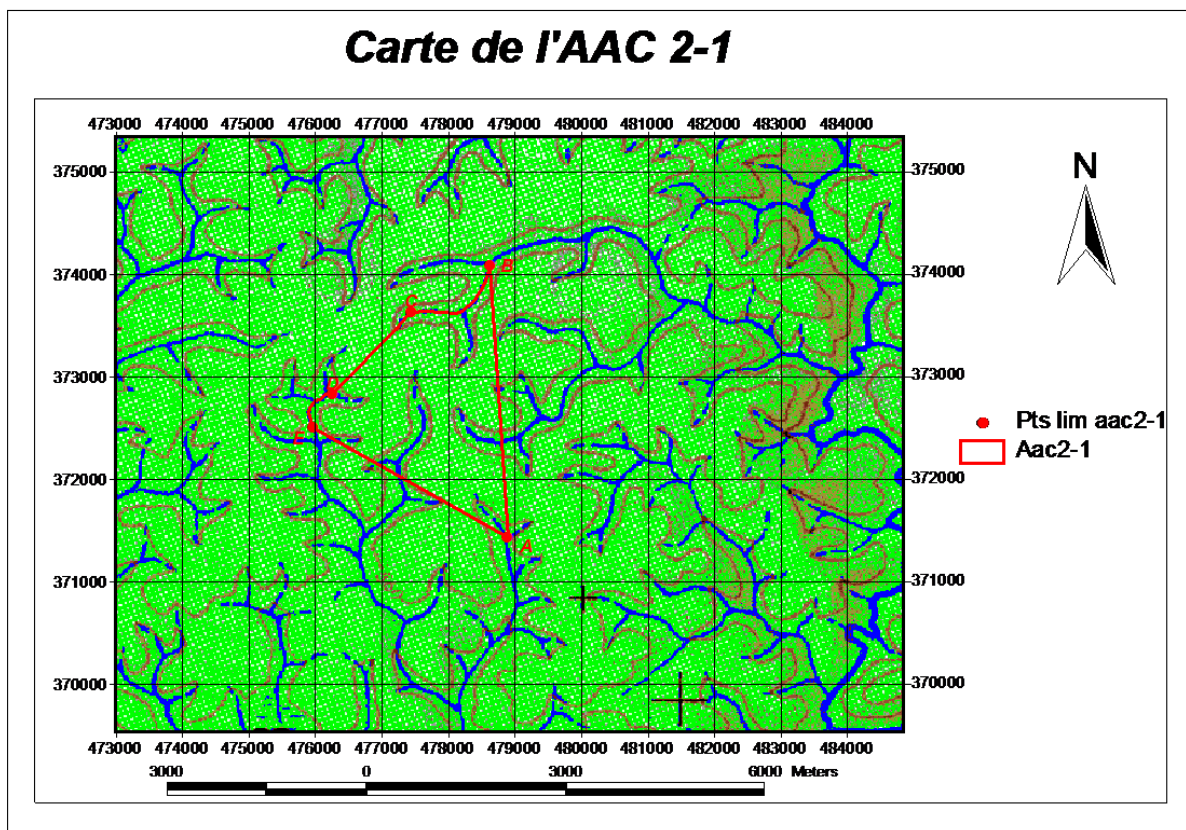 Carte de l'AAC 2-1
473000 474000 475000 476000 477000 478000 479000 480000 481000 482000 483000 484000
375000 375000
N
374000 B 374000
C
373000 373000
D
Pts lim aac2-1
E
Aac2-1
372000 372000
A
371000 371000
370000 370000
473000 474000 475000 476000 477000 478000 479000 480000 481000 482000 483000 484000
3000 0 3000 6000 Meters